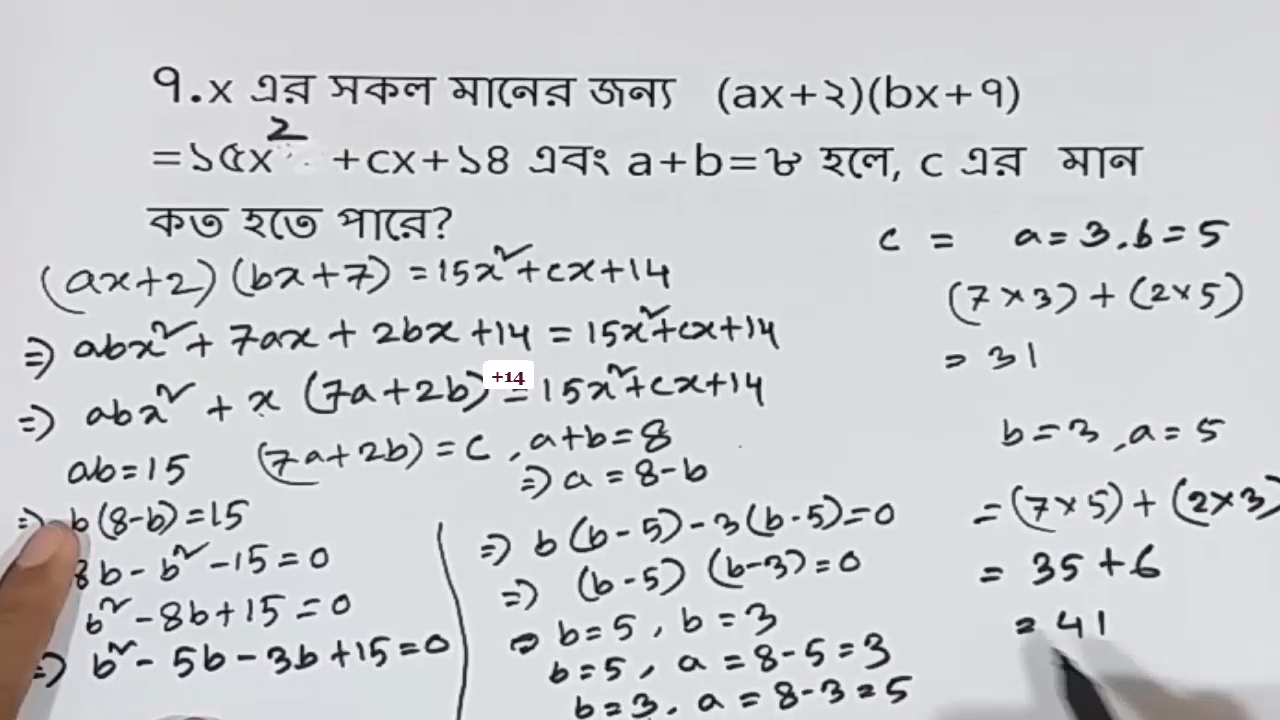 ৭.x এর সকল মানের জন্য (ax+২)(bx+৭)
=১৫x² +cx+১৪ এবং a+b=৮ হলে, c এর মান
কত হতে পারে?
(ax+2) (bx+7) = 15x²+cx+14
=> abx² + 7ax + 2bx +14 = 15x²+cx+14
=> abx² + x (7a+2b) +14 = 15x²+cx+14
ab=15 (7a+2b) = c , a+b=8
=> a = 8-b
=> b(8-b)=15
8b - b² -15 = 0
b² -8b+15 = 0
=> b² - 5b - 3b +15 = 0
=> b (b-5) -3(b-5)=0
=> (b-5) (b-3) = 0
=> b=5 , b=3
b=5, a = 8-5 = 3
b=3, a = 8-3 = 5
c = a=3, b=5
(7×3) + (2×5)
= 31
b=3, a=5
= (7×5) + (2×3)
= 35 + 6
= 41